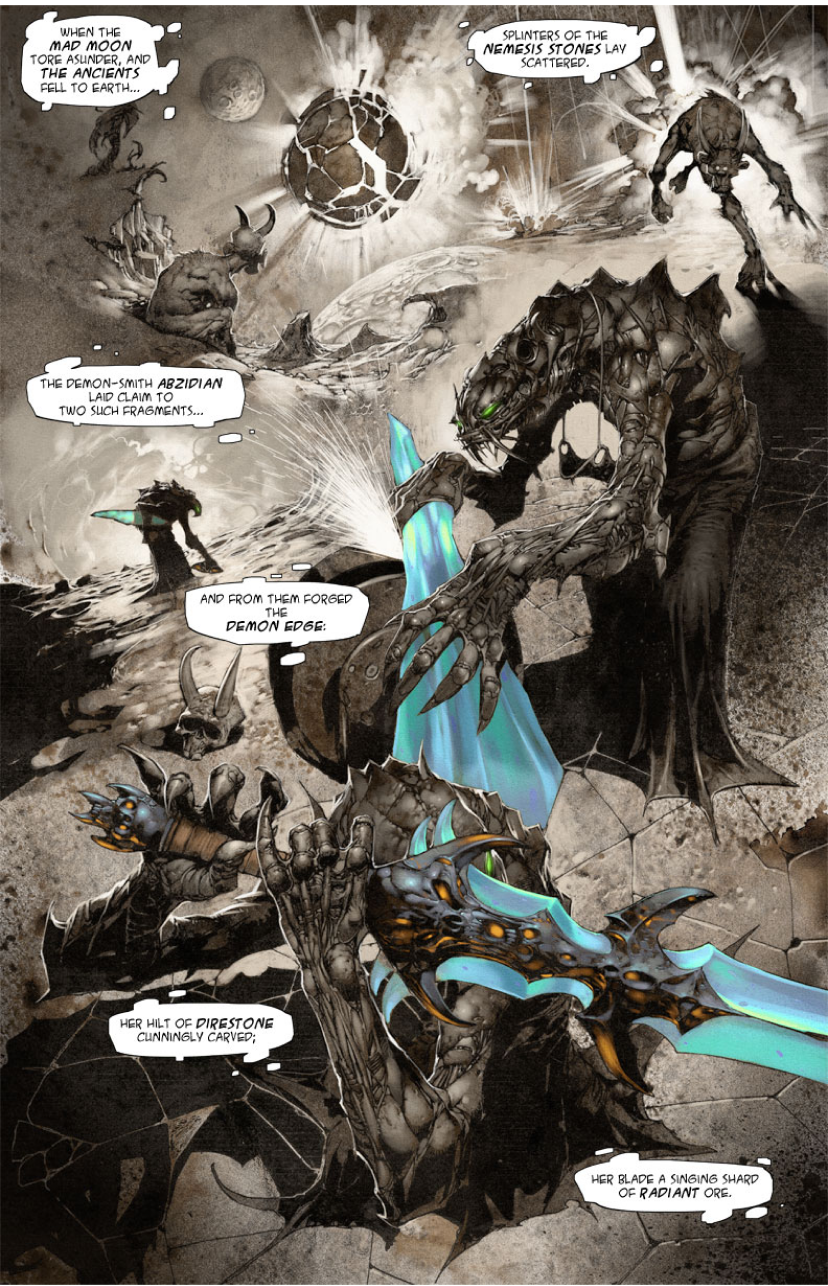 WHEN THE
MAD MOON
TORE ASUNDER, AND
THE ANCIENTS
FELL TO EARTH...
SPLINTERS OF THE
NEMESIS STONES LAY
SCATTERED.
THE DEMON-SMITH ABZIDIAN
LAID CLAIM TO
TWO SUCH FRAGMENTS...
AND FROM THEM FORGED
THE
DEMON EDGE:
HER HILT OF DIRESTONE
CUNNINGLY CARVED;
HER BLADE A SINGING SHARD
OF RADIANT ORE.